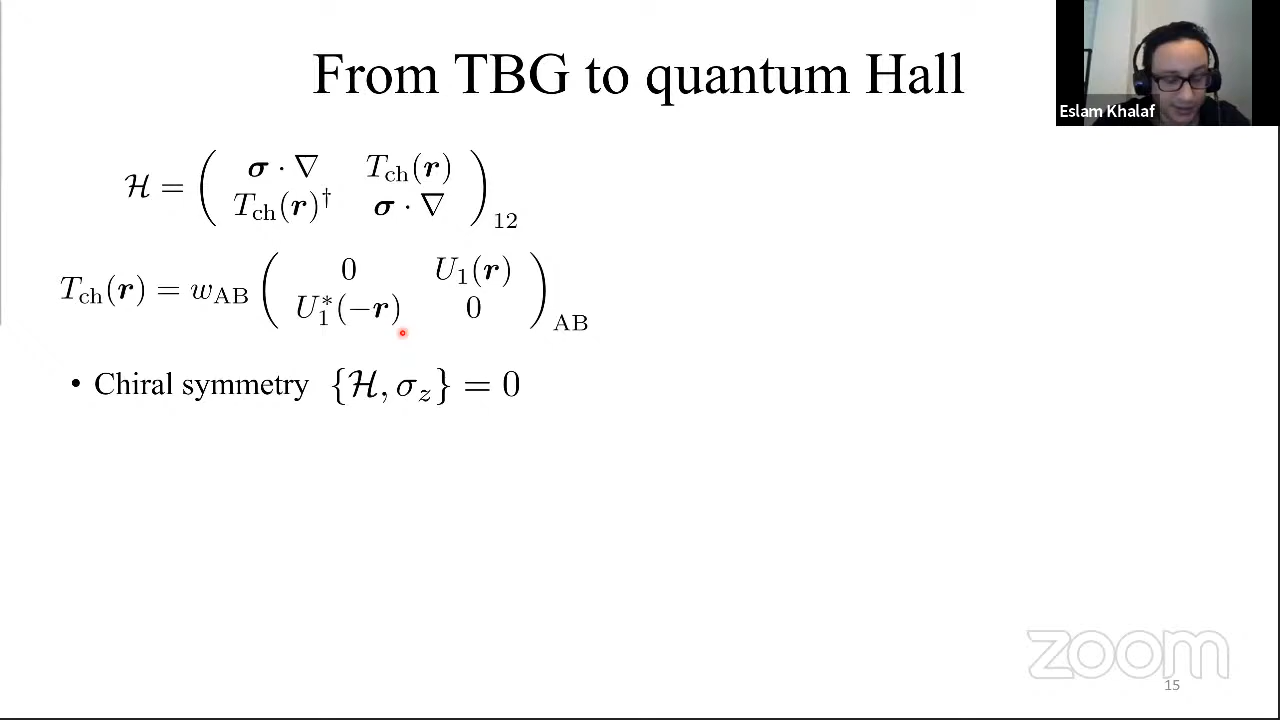 From TBG to quantum Hall
Eslam Khalaf
ℋ = ( σ · ∇ T_ch(r)
T_ch(r)† σ · ∇ )_12
T_ch(r) = w_AB ( 0 U_1(r)
U_1^*(−r) 0 )_AB
• Chiral symmetry {ℋ, σ_z} = 0
zoom
15